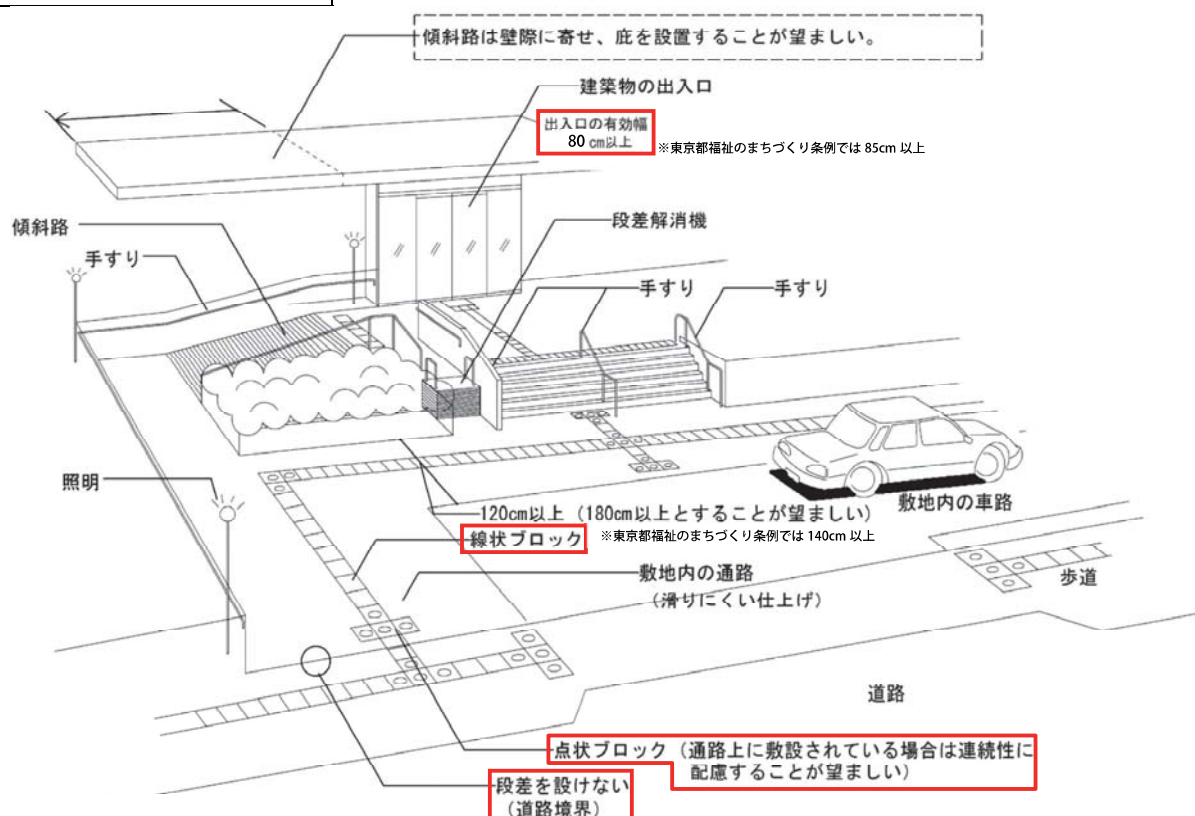 傾斜路は壁際に寄せ、庇を設置することが望ましい。
建築物の出入口
出入口の有効幅
80 cm以上
※東京都福祉のまちづくり条例では 85cm 以上
傾斜路
段差解消機
手すり
手すり
手すり
照明
120cm以上（180cm以上とすることが望ましい）
敷地内の車路
線状ブロック
※東京都福祉のまちづくり条例では 140cm 以上
敷地内の通路
（滑りにくい仕上げ）
歩道
道路
点状ブロック（通路上に敷設されている場合は連続性に
配慮することが望ましい）
段差を設けない
（道路境界）